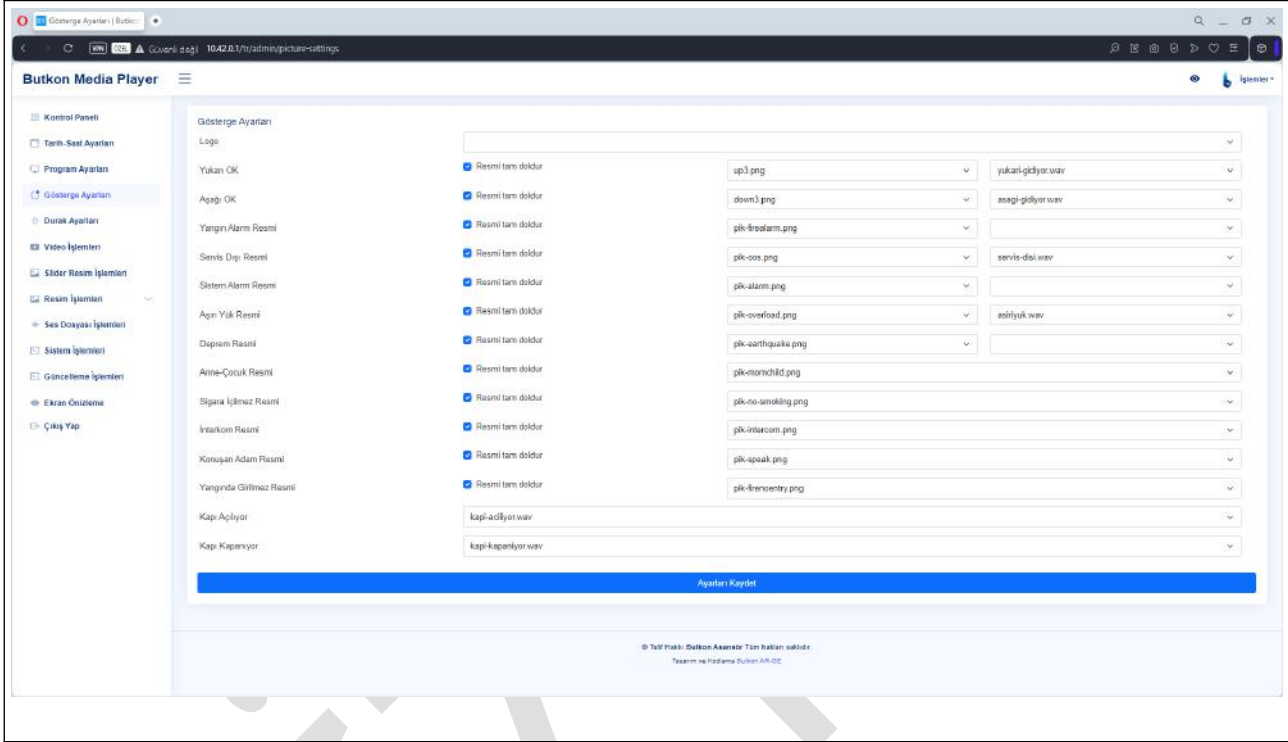 Gösterge Ayarları | Butkon
VPN ÖZEL Güvenli değil 10.42.0.1/tr/admin/picture-settings
Butkon Media Player
İşlemler
Kontrol Paneli
Tarih-Saat Ayarları
Program Ayarları
Gösterge Ayarları
Durak Ayarları
Video İşlemleri
Slider Resim İşlemleri
Resim İşlemleri
Ses Dosyası İşlemleri
Sistem İşlemleri
Güncelleme İşlemleri
Ekran Önizleme
Çıkış Yap
Gösterge Ayarları
Logo
Yukarı OK Resmi tam doldur up3.png yukari-gidiyor.wav
Aşağı OK Resmi tam doldur down3.png asagi-gidiyor.wav
Yangın Alarm Resmi Resmi tam doldur pik-firealarm.png
Servis Dışı Resmi Resmi tam doldur pik-oos.png servis-disi.wav
Sistem Alarm Resmi Resmi tam doldur pik-alarm.png
Aşırı Yük Resmi Resmi tam doldur pik-overload.png asiriyuk.wav
Deprem Resmi Resmi tam doldur pik-earthquake.png
Anne-Çocuk Resmi Resmi tam doldur pik-momchild.png
Sigara İçilmez Resmi Resmi tam doldur pik-no-smoking.png
İnterkom Resmi Resmi tam doldur pik-intercom.png
Konuşan Adam Resmi Resmi tam doldur pik-speak.png
Yangında Girilmez Resmi Resmi tam doldur pik-firenoentry.png
Kapı Açılıyor kapi-aciliyor.wav
Kapı Kapanıyor kapi-kapaniyor.wav
Ayarları Kaydet
© Telif Hakkı Butkon Asansör Tüm hakları saklıdır.
Tasarım ve Kodlama Butkon AR-GE